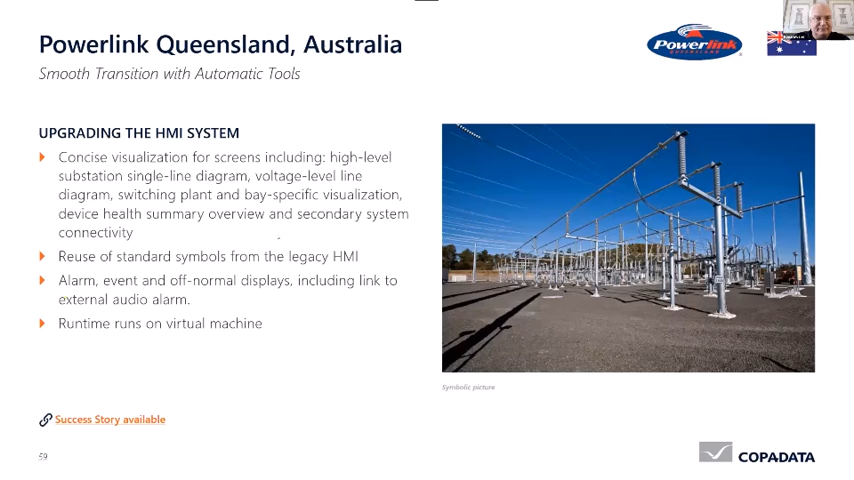 Powerlink Queensland, Australia
Smooth Transition with Automatic Tools
Powerlink
QUEENSLAND
UPGRADING THE HMI SYSTEM
Concise visualization for screens including: high-level
substation single-line diagram, voltage-level line
diagram, switching plant and bay-specific visualization,
device health summary overview and secondary system
connectivity
Reuse of standard symbols from the legacy HMI
Alarm, event and off-normal displays, including link to
external audio alarm.
Runtime runs on virtual machine
Symbolic picture
Success Story available
59
COPADATA